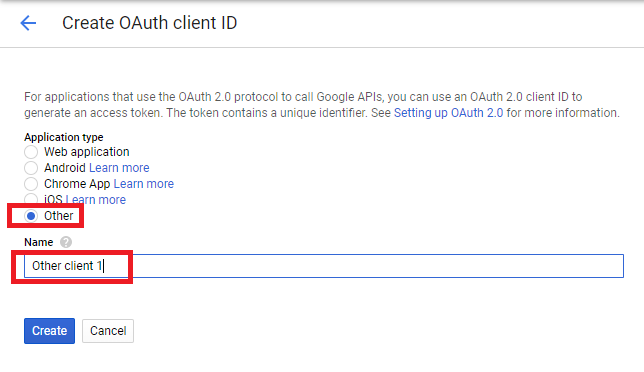 Create OAuth client ID
For applications that use the OAuth 2.0 protocol to call Google APIs, you can use an OAuth 2.0 client ID to
generate an access token. The token contains a unique identifier. See Setting up OAuth 2.0 for more information.
Application type
Web application
Android Learn more
Chrome App Learn more
iOS Learn more
Other
Name ?
Other client 1
Create Cancel